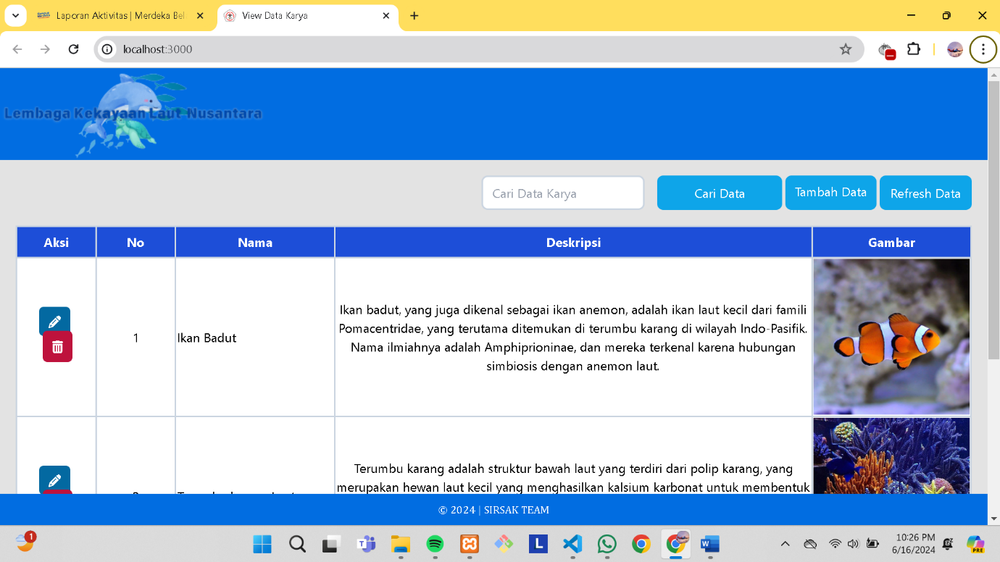 Laporan Aktivitas | Merdeka Bel
View Data Karya
localhost:3000
Lembaga Kekayaan Laut Nusantara
Cari Data Karya
Cari Data
Tambah Data
Refresh Data
Aksi No Nama Deskripsi Gambar
Ikan badut, yang juga dikenal sebagai ikan anemon, adalah ikan laut kecil dari famili
Pomacentridae, yang terutama ditemukan di terumbu karang di wilayah Indo-Pasifik.
1 Ikan Badut
Nama ilmiahnya adalah Amphiprioninae, dan mereka terkenal karena hubungan
simbiosis dengan anemon laut.
Terumbu karang adalah struktur bawah laut yang terdiri dari polip karang, yang
merupakan hewan laut kecil yang menghasilkan kalsium karbonat untuk membentuk
© 2024 | SIRSAK TEAM
1
L
W
PRE
10:26 PM
6/16/2024